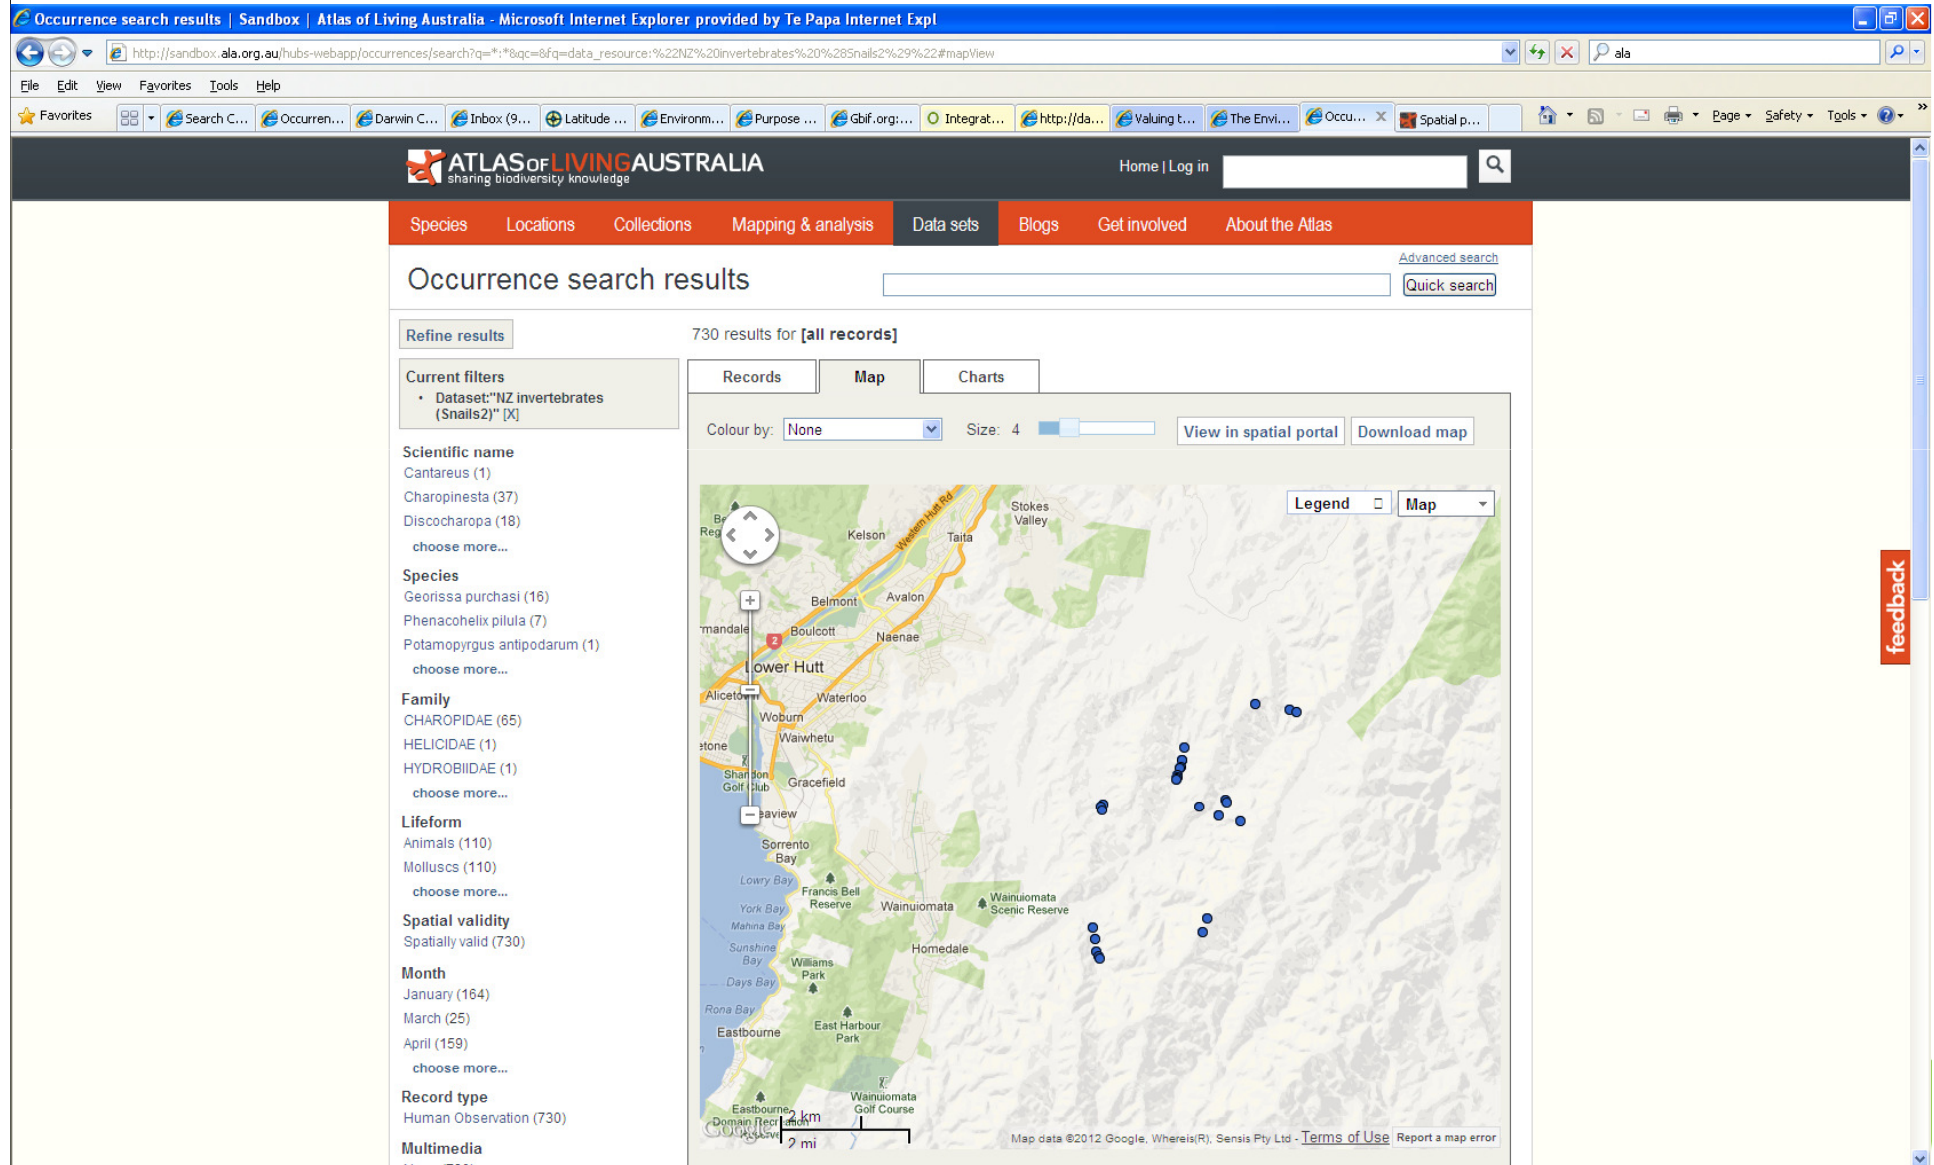 Occurrence search results | Sandbox | Atlas of Living Australia - Microsoft Internet Explorer provided by Te Papa Internet Expl
http://sandbox.ala.org.au/hubs-webapp/occurrences/search?q=*:*&qc=&fq=data_resource:%22NZ%20invertebrates%20%28Snails2%29%22#mapView
ala
File Edit View Favorites Tools Help
Favorites
Search C... Occurren... Darwin C... Inbox (9... Latitude ... Environm... Purpose ... Gbif.org:... Integrat... http://da... Valuing t... The Envi... Occu... X Spatial p...
Page Safety Tools »
ATLAS OF LIVING AUSTRALIA
sharing biodiversity knowledge
Home | Log in
Species Locations Collections Mapping & analysis Data sets Blogs Get involved About the Atlas
Occurrence search results
Advanced search
Quick search
Refine results
730 results for [all records]
Current filters
• Dataset:"NZ invertebrates
(Snails2)" [X]
Scientific name
Cantareus (1)
Charopinesta (37)
Discocharopa (18)
choose more...
Species
Georissa purchasi (16)
Phenacohelix pilula (7)
Potamopyrgus antipodarum (1)
choose more...
Family
CHAROPIDAE (65)
HELICIDAE (1)
HYDROBIIDAE (1)
choose more...
Lifeform
Animals (110)
Molluscs (110)
choose more...
Spatial validity
Spatially valid (730)
Month
January (164)
March (25)
April (159)
choose more...
Record type
Human Observation (730)
Multimedia
Records Map Charts
Colour by: None
Size: 4
View in spatial portal
Download map
Legend
Map
Western Hutt Rd
Stokes
Valley
Kelson
Taita
Belmont
Avalon
rmandale
2
Boulcott
Naenae
Lower Hutt
Waterloo
Woburn
Waiwhetu
etone
Shandon
Golf Club
Gracefield
eaview
Sorrento
Bay
Lowry Bay
Francis Bell
Reserve
York Bay
Wainuiomata
Wainuiomata
Scenic Reserve
Mahina Bay
Sunshine
Bay
Homedale
Williams
Park
Days Bay
Rona Bay
Eastbourne
East Harbour
Park
Wainuiomata
Golf Course
Eastbourne
2 km
2 mi
Google
Map data ©2012 Google, Whereis(R), Sensis Pty Ltd - Terms of Use
Report a map error
feedback